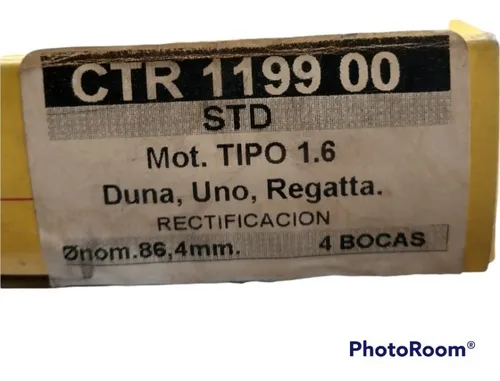 CTR 1199 00
STD
Mot. TIPO 1.6
Duna, Uno, Regatta.
RECTIFICACION
Ønom.86,4mm. 4 BOCAS
PhotoRoom®